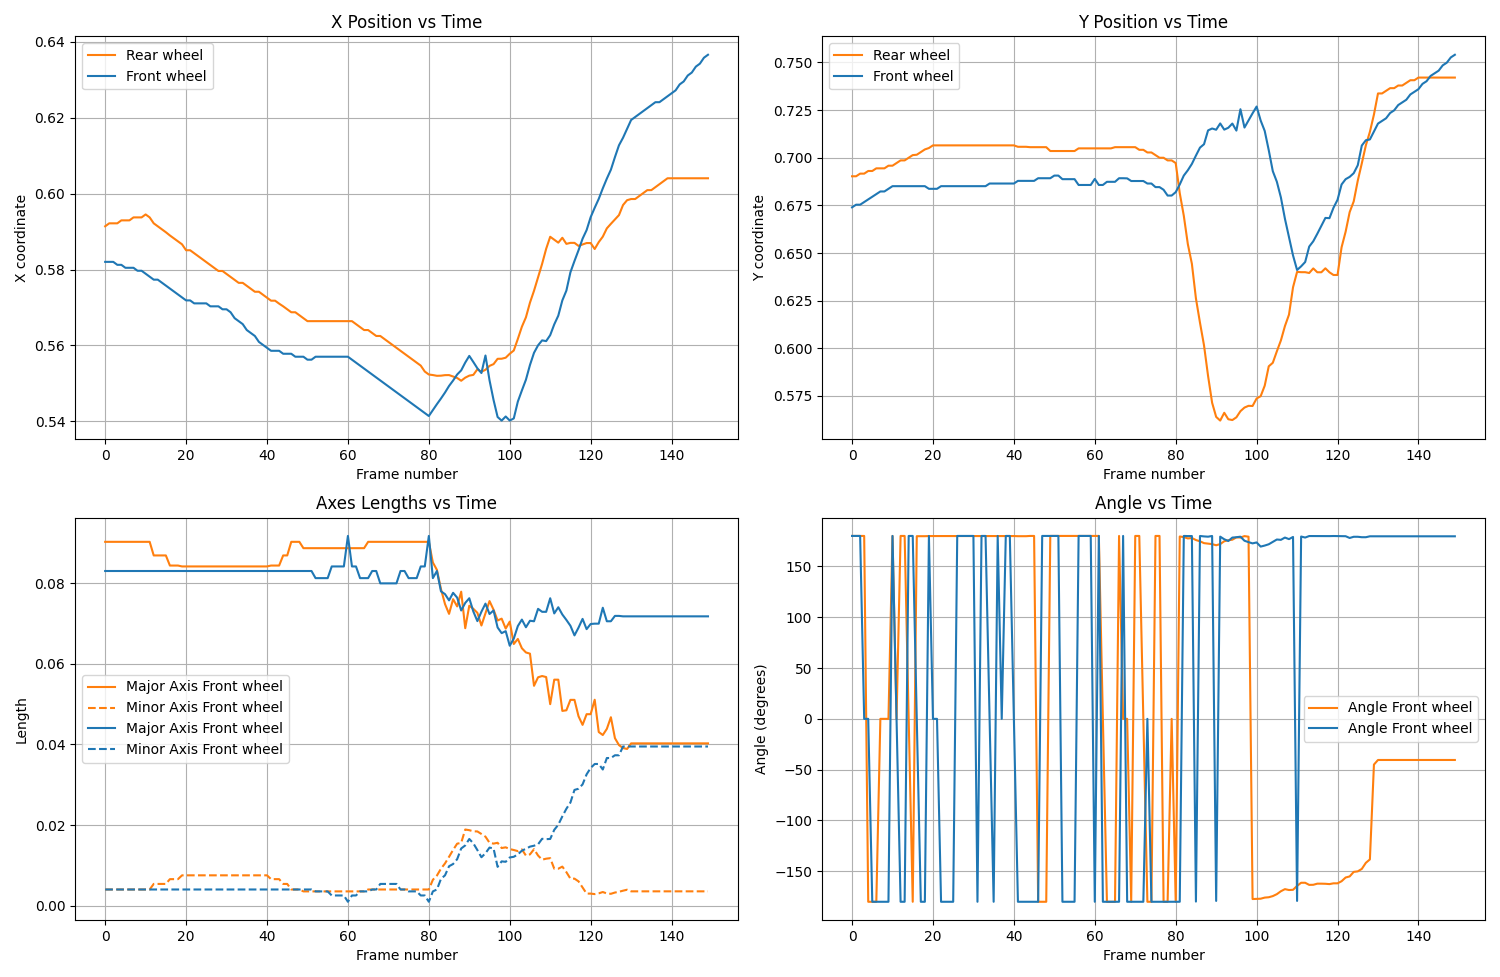 X Position vs Time
Rear wheel
Front wheel
X coordinate
0.64
0.62
0.60
0.58
0.56
0.54
0 20 40 60 80 100 120 140
Frame number
Y Position vs Time
Rear wheel
Front wheel
Y coordinate
0.750
0.725
0.700
0.675
0.650
0.625
0.600
0.575
0 20 40 60 80 100 120 140
Frame number
Axes Lengths vs Time
Major Axis Front wheel
Minor Axis Front wheel
Major Axis Front wheel
Minor Axis Front wheel
Length
0.08
0.06
0.04
0.02
0.00
0 20 40 60 80 100 120 140
Frame number
Angle vs Time
Angle Front wheel
Angle Front wheel
Angle (degrees)
150
100
50
0
−50
−100
−150
0 20 40 60 80 100 120 140
Frame number